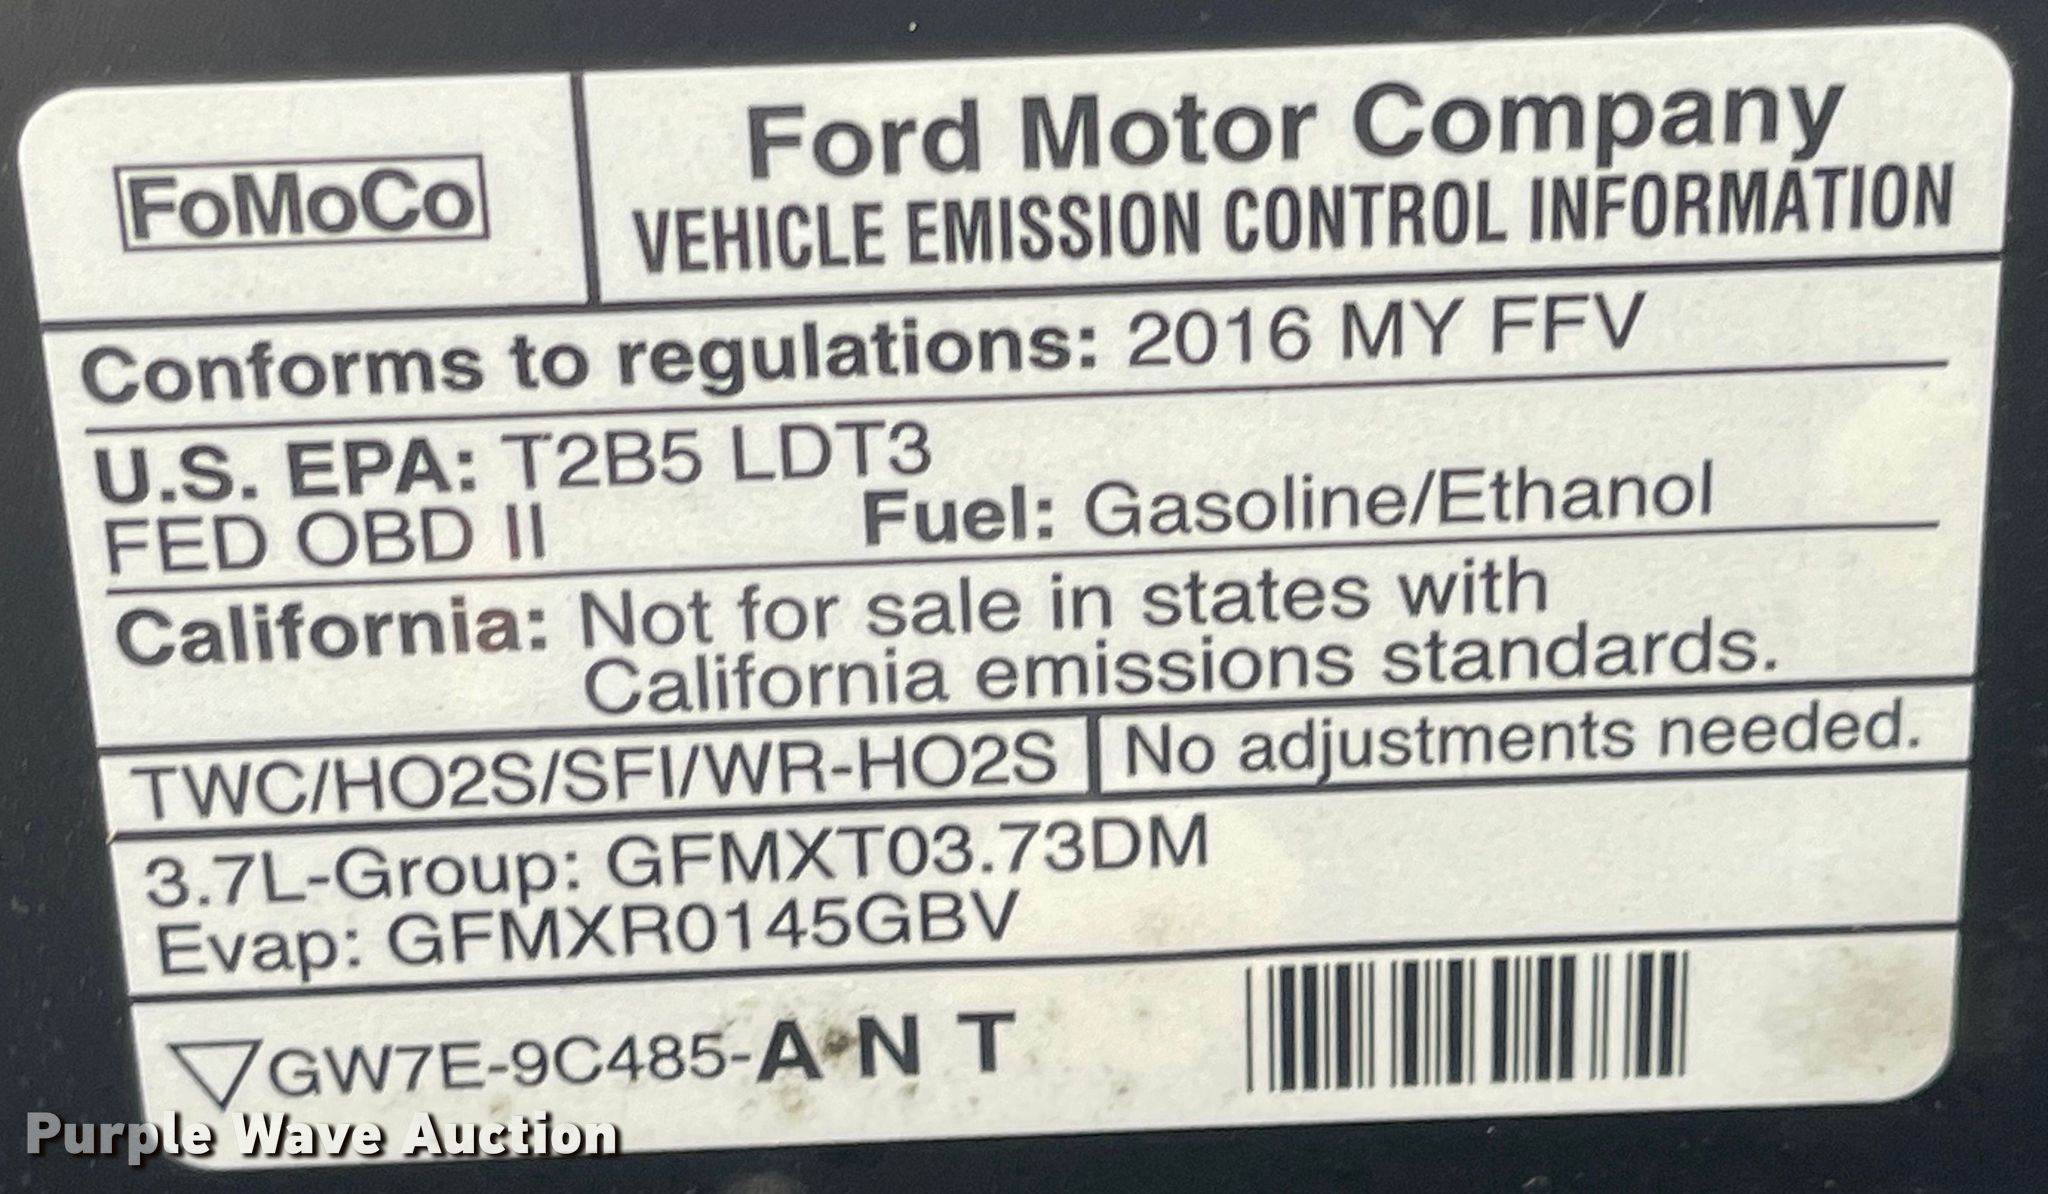 FoMoCo
Ford Motor Company
VEHICLE EMISSION CONTROL INFORMATION
Conforms to regulations: 2016 MY FFV
U.S. EPA: T2B5 LDT3
FED OBD II Fuel: Gasoline/Ethanol
California: Not for sale in states with
California emissions standards.
TWC/HO2S/SFI/WR-HO2S No adjustments needed.
3.7L-Group: GFMXT03.73DM
Evap: GFMXR0145GBV
GW7E-9C485-A N T
Purple Wave Auction